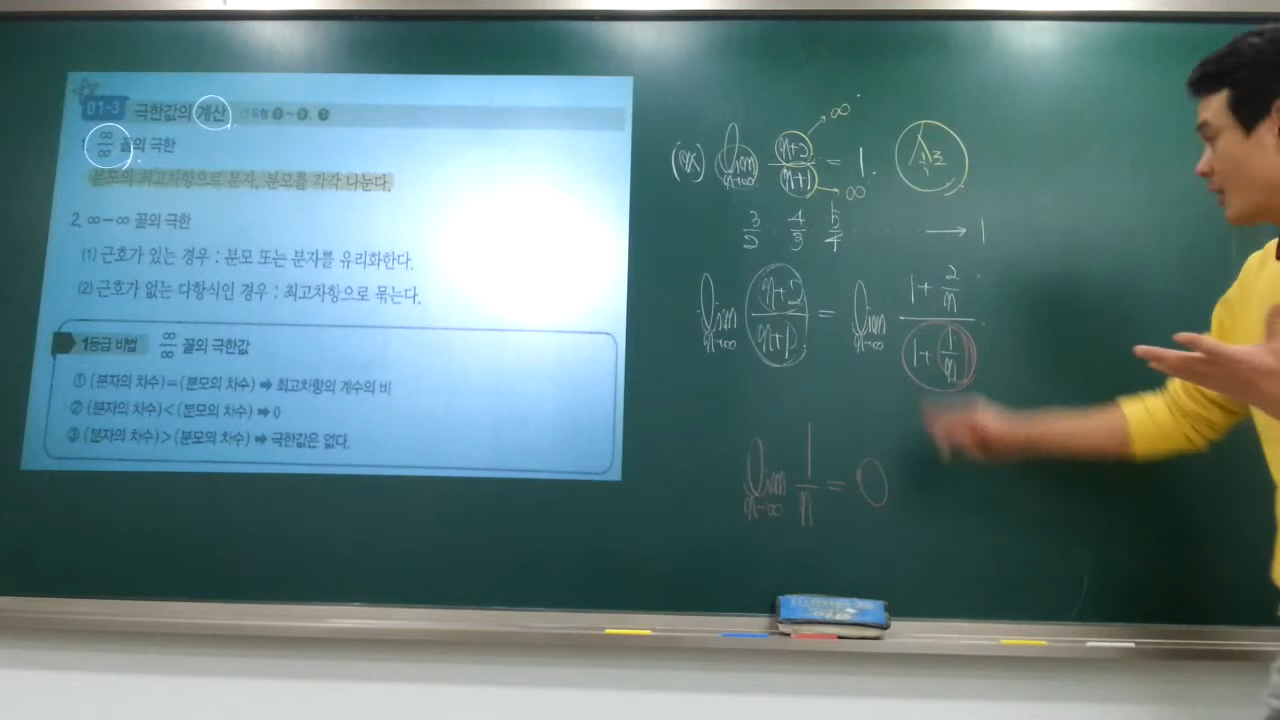 01-3 극한값의 계산
1. ∞/∞ 꼴의 극한
분모의 최고차항으로 분자, 분모를 각각 나눈다.
2. ∞-∞ 꼴의 극한
(1) 근호가 있는 경우 : 분모 또는 분자를 유리화한다.
(2) 근호가 없는 다항식인 경우 : 최고차항으로 묶는다.
1등급 비법 ∞/∞ 꼴의 극한값
① (분자의 차수)=(분모의 차수) ➡ 최고차항의 계수의 비
② (분자의 차수)<(분모의 차수) ➡ 0
③ (분자의 차수)>(분모의 차수) ➡ 극한값은 없다.
(ex) lim n→∞ (n+2)/(n+1) = 1.
→ ∞
→ ∞
3/2 4/3 5/4 → 1
lim n→∞ (n+2)/(n+1) = lim n→∞ (1+2/n)/(1+1/n)
lim n→∞ 1/n = 0